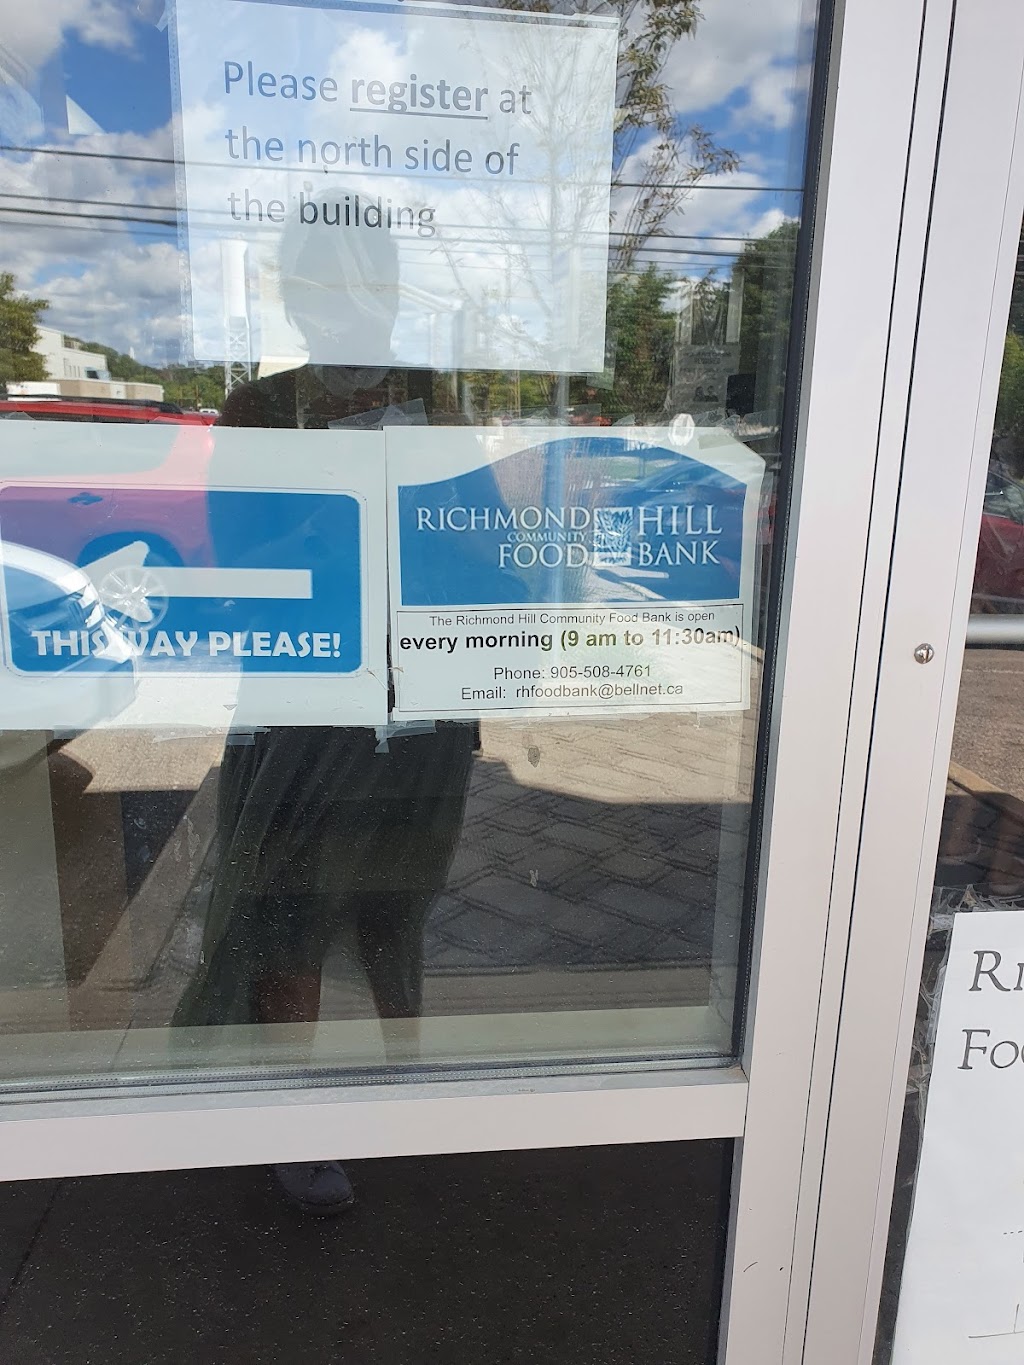 Please register at
the north side of
the building
THIS WAY PLEASE!
RICHMOND HILL
COMMUNITY
FOOD BANK
The Richmond Hill Community Food Bank is open
every morning (9 am to 11:30am)
Phone: 905-508-4761
Email: rhfoodbank@bellnet.ca